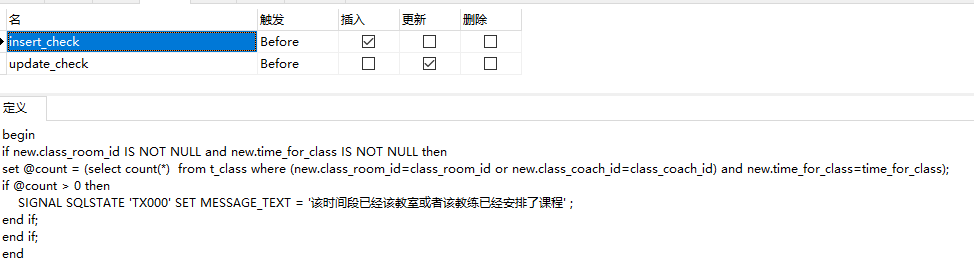 名 触发 插入 更新 删除
insert_check Before
update_check Before
定义
begin
if new.class_room_id IS NOT NULL and new.time_for_class IS NOT NULL then
set @count = (select count(*)  from t_class where (new.class_room_id=class_room_id or new.class_coach_id=class_coach_id) and new.time_for_class=time_for_class);
if @count > 0 then
SIGNAL SQLSTATE 'TX000' SET MESSAGE_TEXT = '该时间段已经该教室或者该教练已经安排了课程' ;
end if;
end if;
end